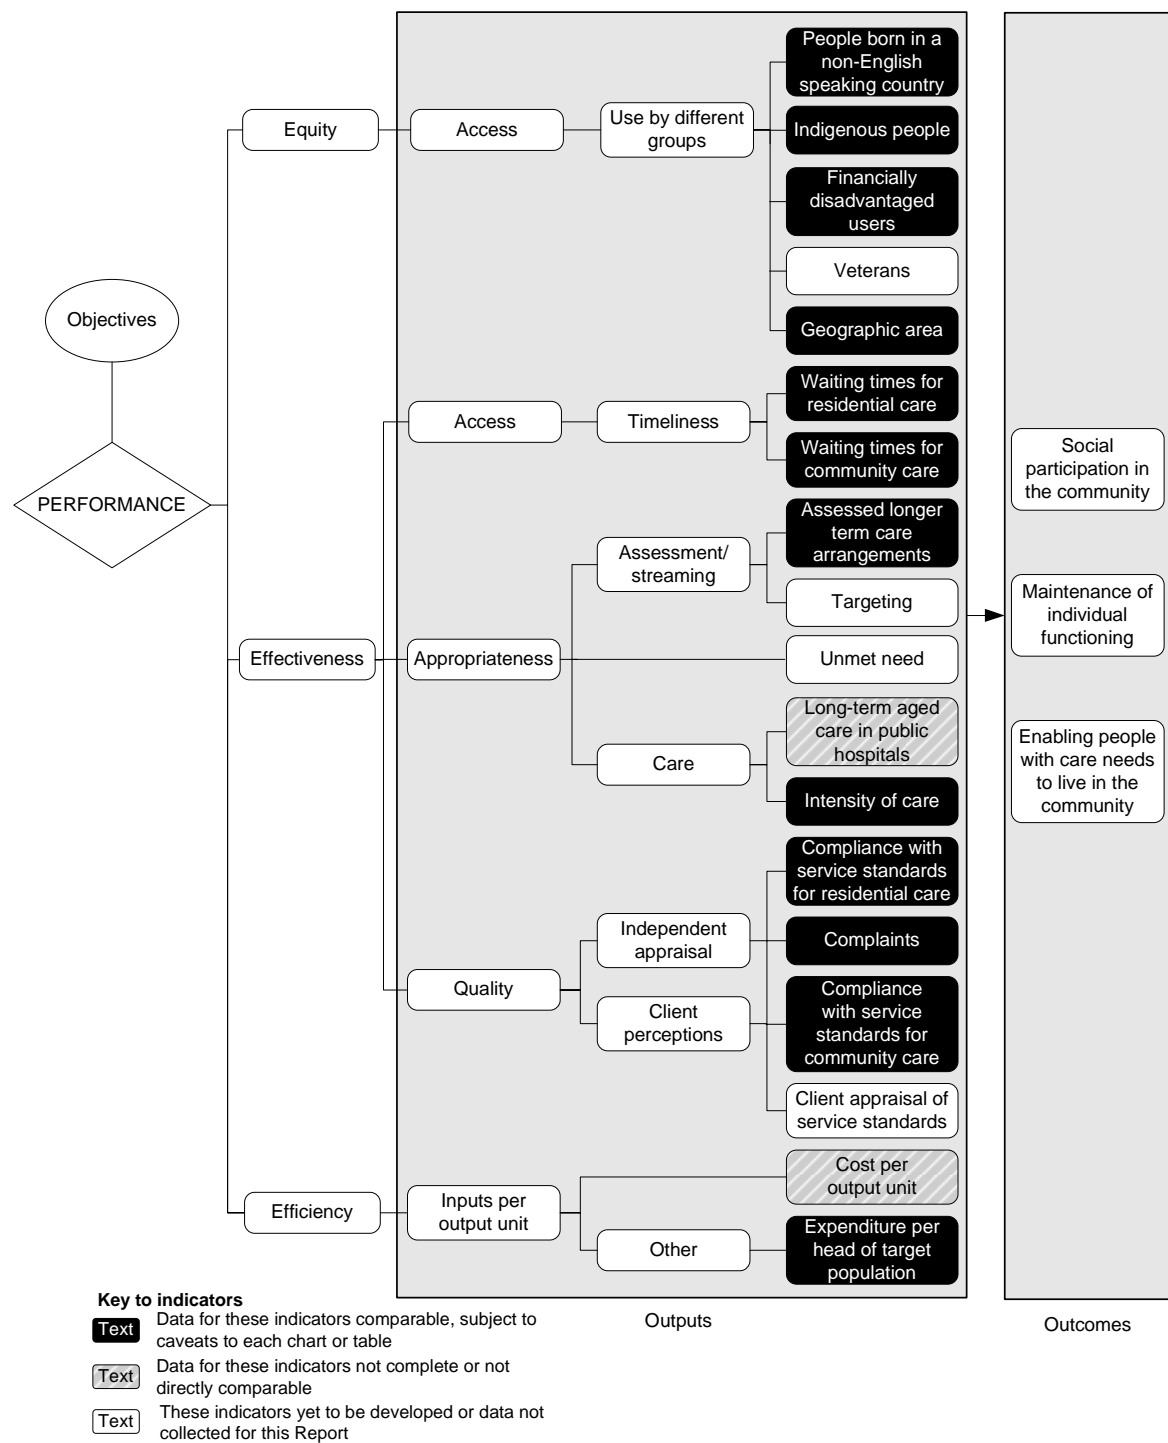 Objectives
PERFORMANCE
Equity
Access
Use by different
groups
People born in a
non-English
speaking country
Indigenous people
Financially
disadvantaged
users
Veterans
Geographic area
Effectiveness
Access
Timeliness
Waiting times for
residential care
Waiting times for
community care
Appropriateness
Assessment/
streaming
Assessed longer
term care
arrangements
Targeting
Unmet need
Care
Long-term aged
care in public
hospitals
Intensity of care
Quality
Independent
appraisal
Client
perceptions
Compliance with
service standards
for residential care
Complaints
Compliance
with service
standards for
community care
Client appraisal of
service standards
Efficiency
Inputs per
output unit
Cost per
output unit
Other
Expenditure per
head of target
population
Outputs
Social
participation in
the community
Maintenance of
individual
functioning
Enabling people
with care needs
to live in the
community
Outcomes
Key to indicators
Text
Data for these indicators comparable, subject to
caveats to each chart or table
Text
Data for these indicators not complete or not
directly comparable
Text
These indicators yet to be developed or data not
collected for this Report